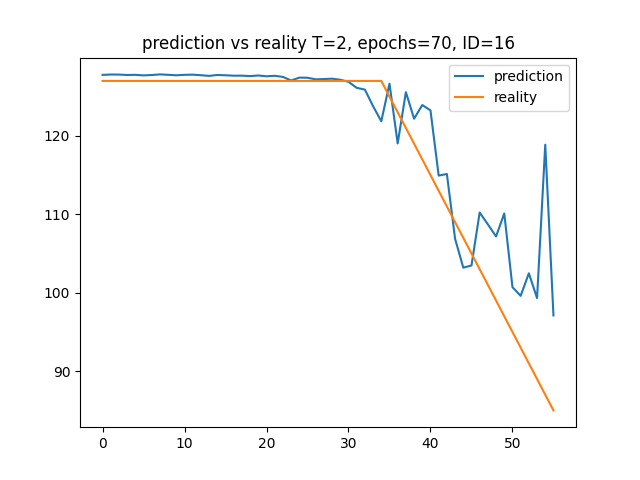 prediction vs reality T=2, epochs=70, ID=16
prediction
reality
120
110
100
90
0 10 20 30 40 50